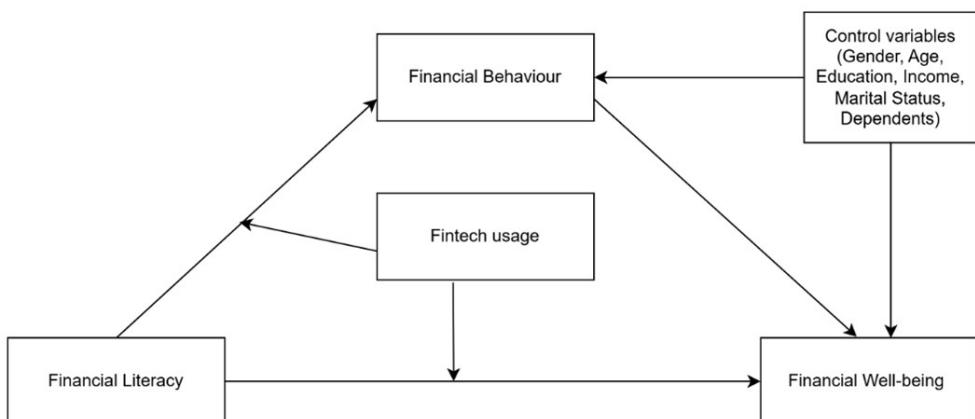 Control variables
(Gender, Age,
Education, Income,
Marital Status,
Dependents)
Financial Behaviour
Fintech usage
Financial Literacy
Financial Well-being